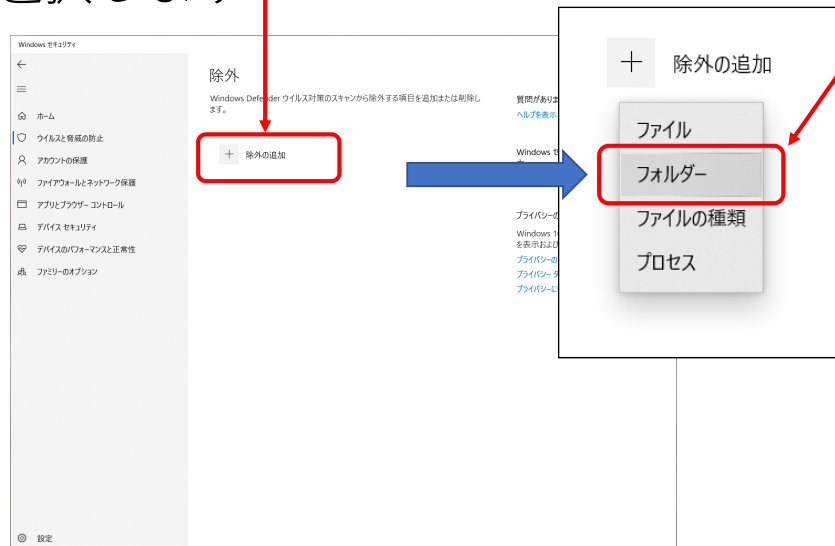 Windows セキュリティ
除外
Windows Defender ウイルス対策のスキャンから除外する項目を追加または削除し
ます。
除外の追加
ホーム
ウイルスと脅威の防止
アカウントの保護
ファイアウォールとネットワーク保護
アプリとブラウザー コントロール
デバイス セキュリティ
デバイスのパフォーマンスと正常性
ファミリーのオプション
設定
質問がありま
ヘルプを表示
Windows セ
プライバシーの
Windows 1
を表示および
プライバシーの
プライバシー
プライバシーに
除外の追加
ファイル
フォルダー
ファイルの種類
プロセス